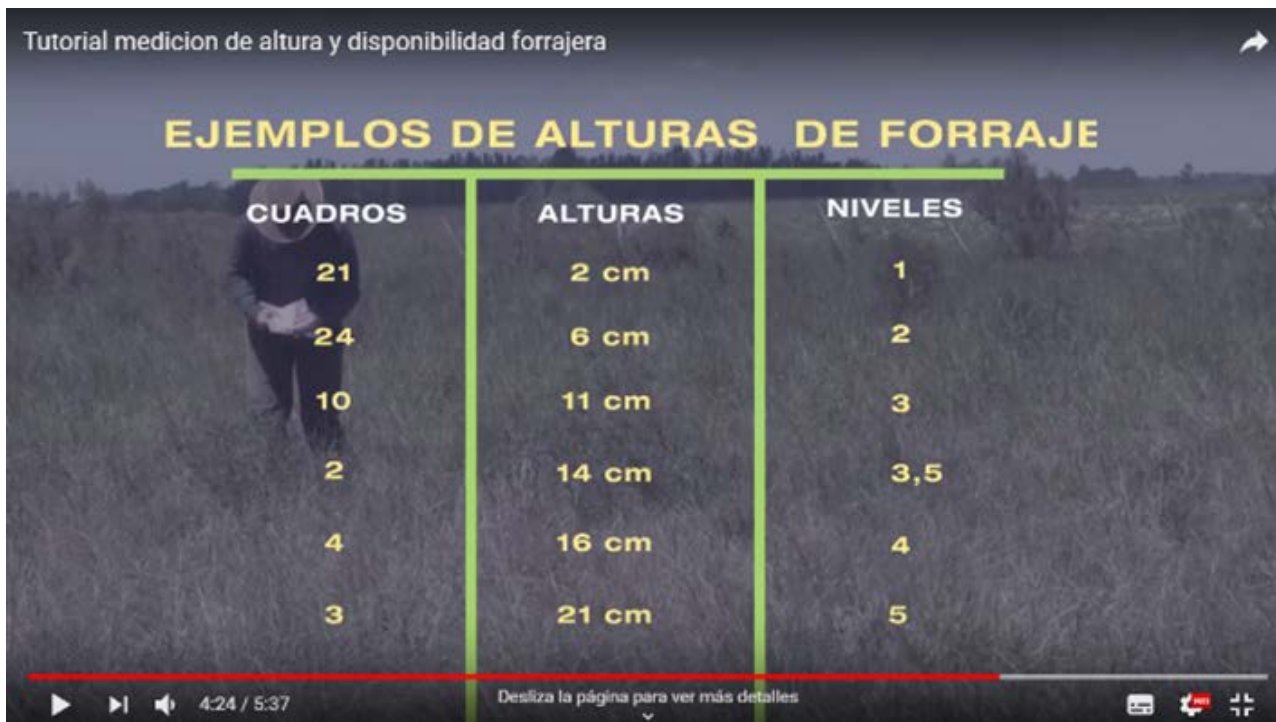 Tutorial medicion de altura y disponibilidad forrajera
EJEMPLOS DE ALTURAS DE FORRAJE
CUADROS ALTURAS NIVELES
21 2 cm 1
24 6 cm 2
10 11 cm 3
2 14 cm 3,5
4 16 cm 4
3 21 cm 5
4:24 / 5:37
Desliza la página para ver más detalles